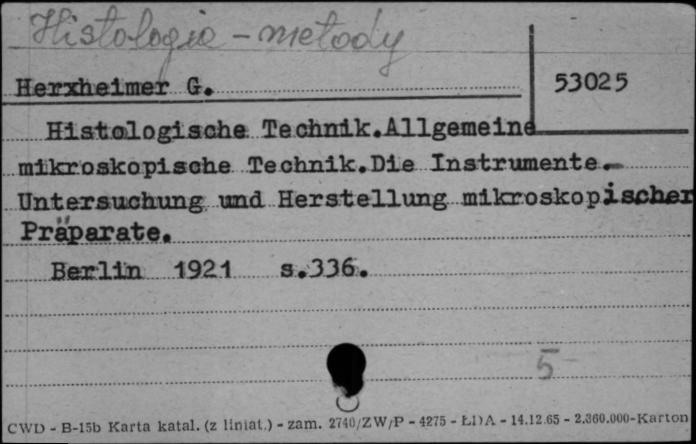 Histologia - metody
Herxheimer G.
53025
Histologische Technik.Allgemeine
mikroskopische Technik.Die Instrumente.-
Untersuchung und Herstellung mikroskopischer
Präparate.
Berlin 1921 s.336.
5-
CWD - B-15b Karta katal. (z liniat.) - zam. 2740/ZW/P - 4275 - ŁDA - 14.12.65 - 2.360.000-Karton